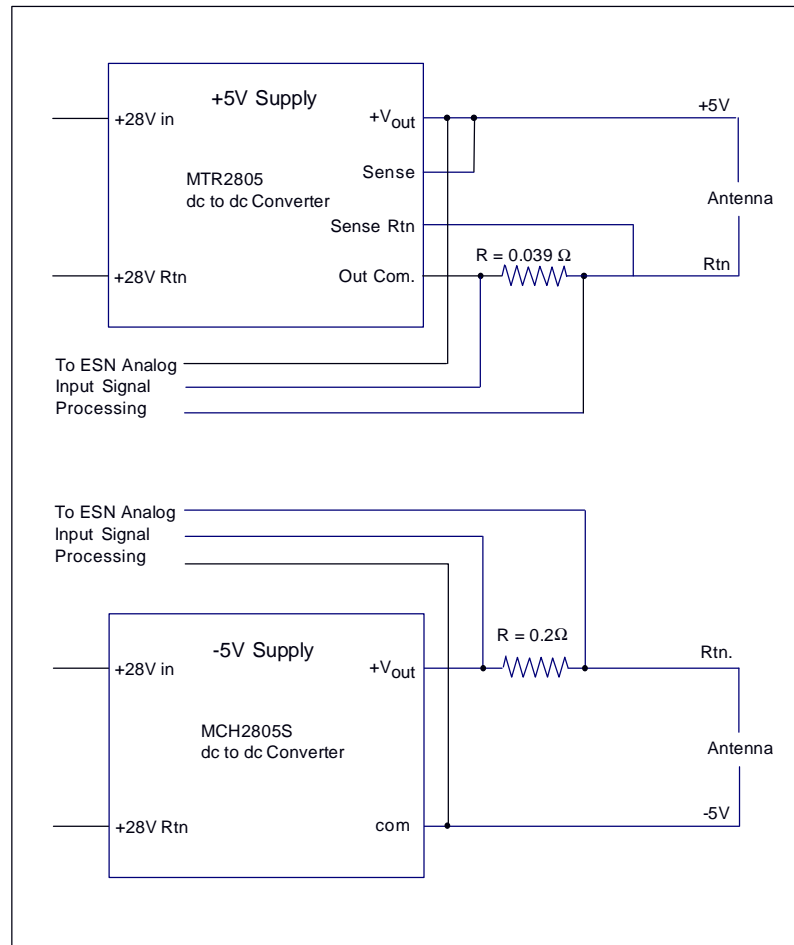 +5V Supply
+28V in
+Vout
+5V
Sense
MTR2805
dc to dc Converter
Antenna
Sense Rtn
R = 0.039 Ω
Rtn
+28V Rtn
Out Com.
To ESN Analog
Input Signal
Processing
To ESN Analog
Input Signal
Processing
R = 0.2Ω
-5V Supply
Rtn.
+28V in
+Vout
MCH2805S
dc to dc Converter
Antenna
-5V
+28V Rtn
com